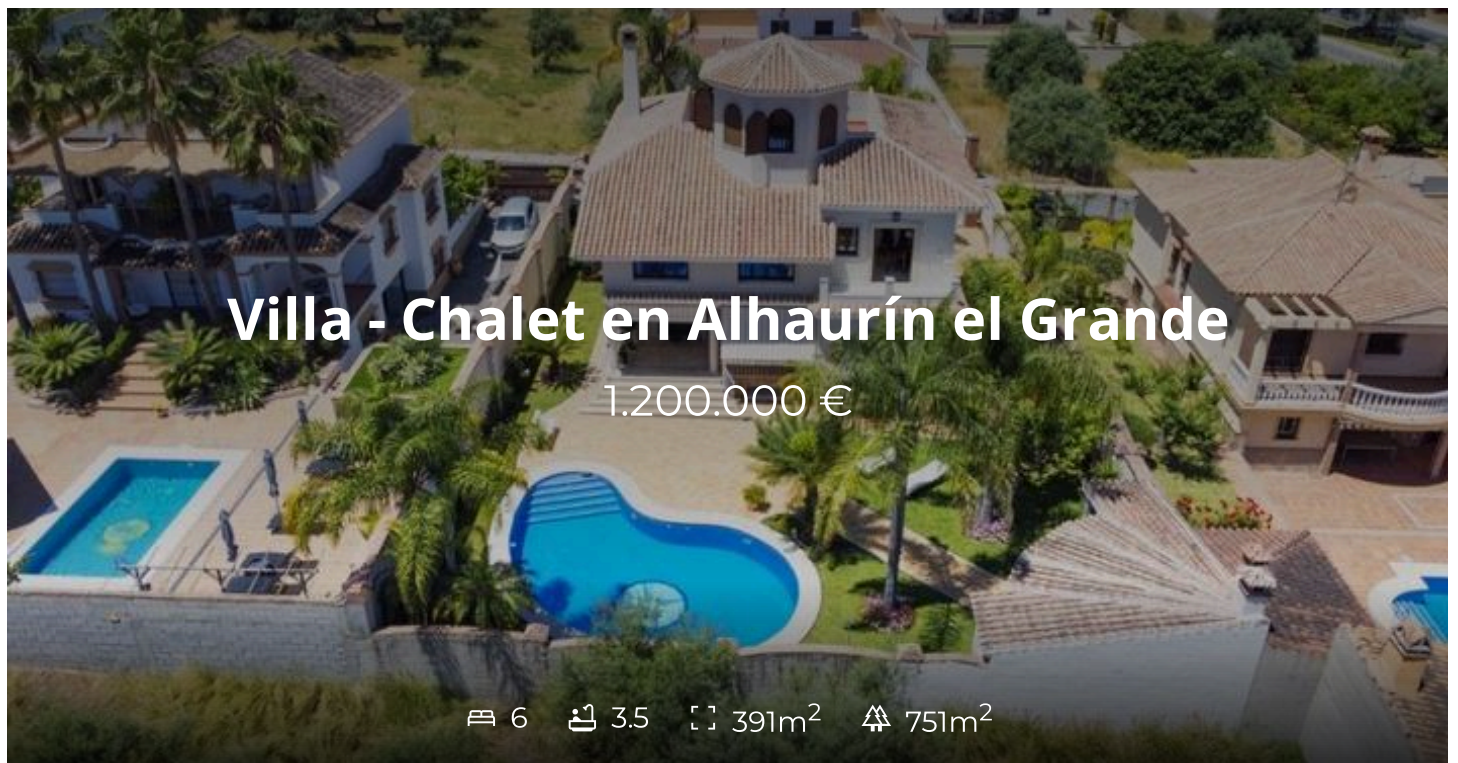 Villa - Chalet en Alhaurín el Grande
1.200.000 €
6 3.5 391m² 751m²